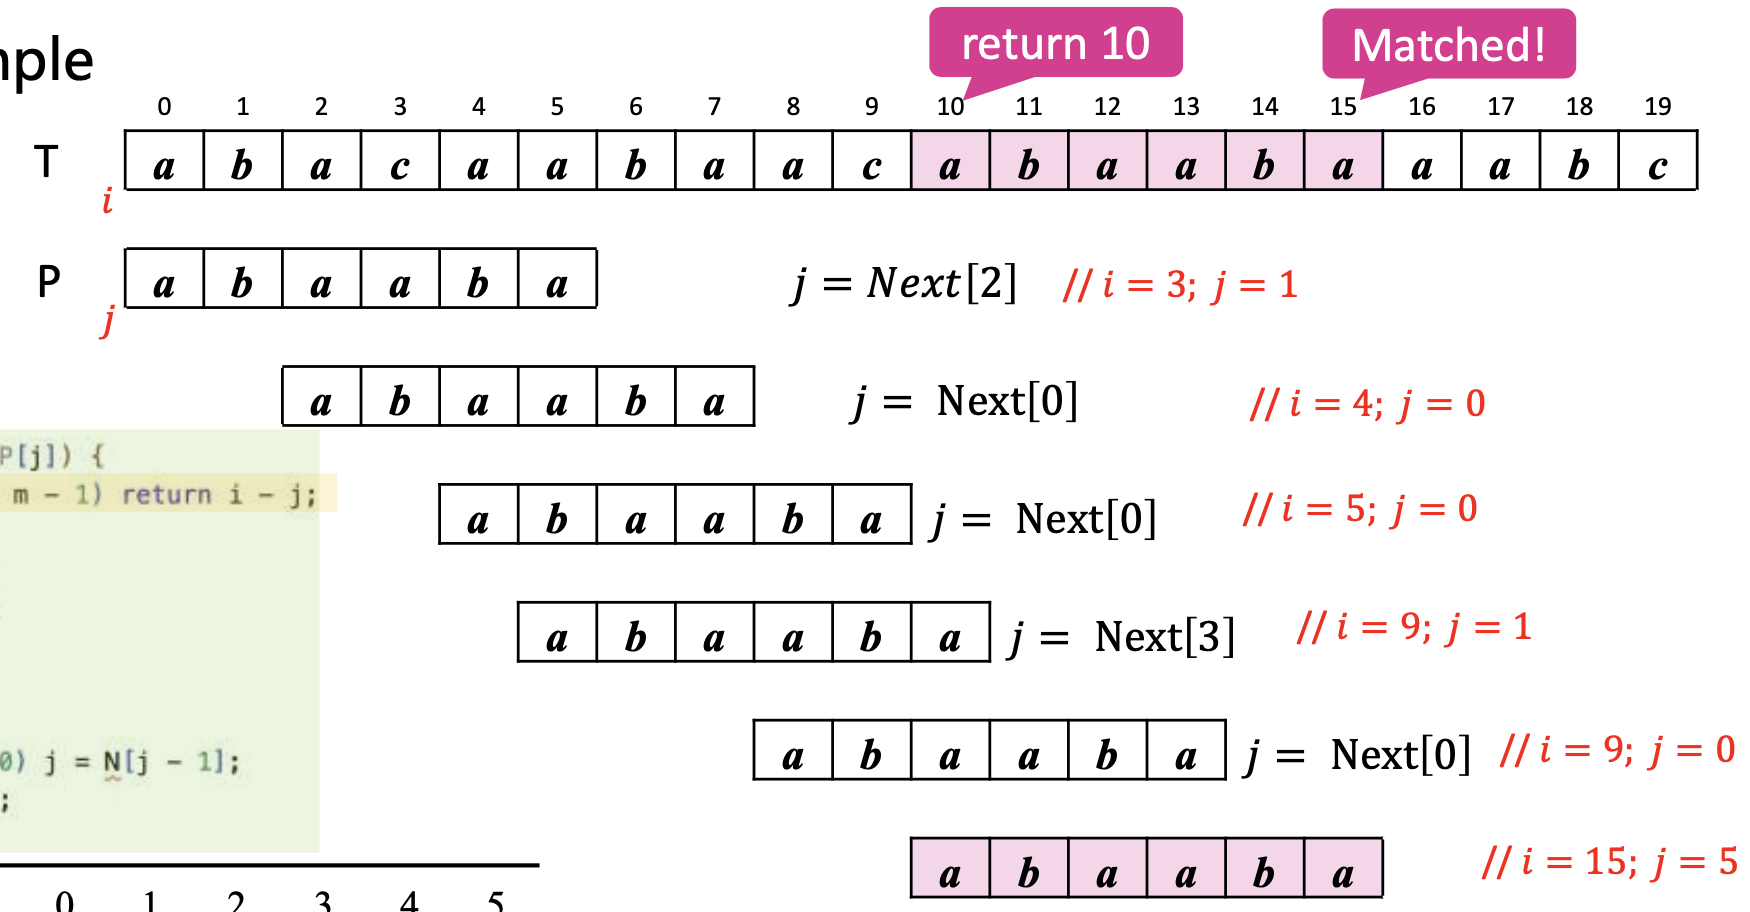 mple
return 10
Matched!
0 1 2 3 4 5 6 7 8 9 10 11 12 13 14 15 16 17 18 19
T a b a c a a b a a c a b a a b a a a b c
i
P a b a a b a j = Next[2] // i = 3; j = 1
j
a b a a b a j = Next[0] // i = 4; j = 0
P[j]) {
m - 1) return i - j;
a b a a b a j = Next[0] // i = 5; j = 0
a b a a b a j = Next[3] // i = 9; j = 1
0) j = N[j - 1];
;
a b a a b a j = Next[0] // i = 9; j = 0
a b a a b a // i = 15; j = 5
0 1 2 3 4 5